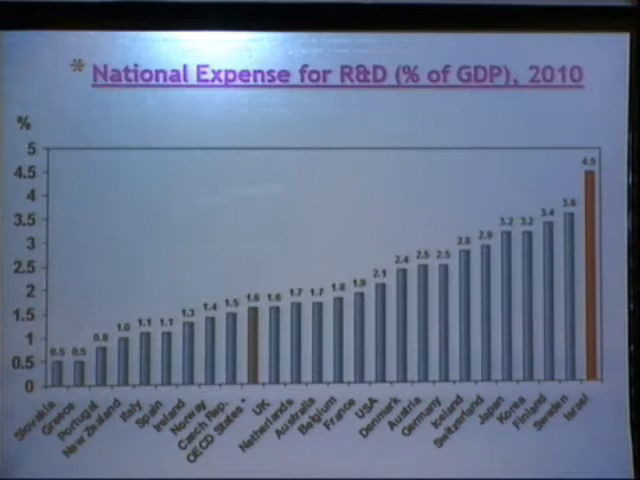 * National Expense for R&D (% of GDP), 2010
%
5
4.5
4
3.5
3
2.5
2
1.5
1
0.5
0
0.5 0.5 0.8 1.0 1.1 1.1 1.3 1.4 1.5 1.6 1.6 1.7 1.7 1.8 1.9 2.1 2.4 2.5 2.5 2.8 2.9 3.2 3.2 3.4 3.6 4.5
Slovakia
Greece
Portugal
New Zealand
Italy
Spain
Ireland
Norway
Czech Rep.
OECD States*
UK
Netherlands
Australia
Belgium
France
USA
Denmark
Austria
Germany
Iceland
Switzerland
Japan
Korea
Finland
Sweden
Israel